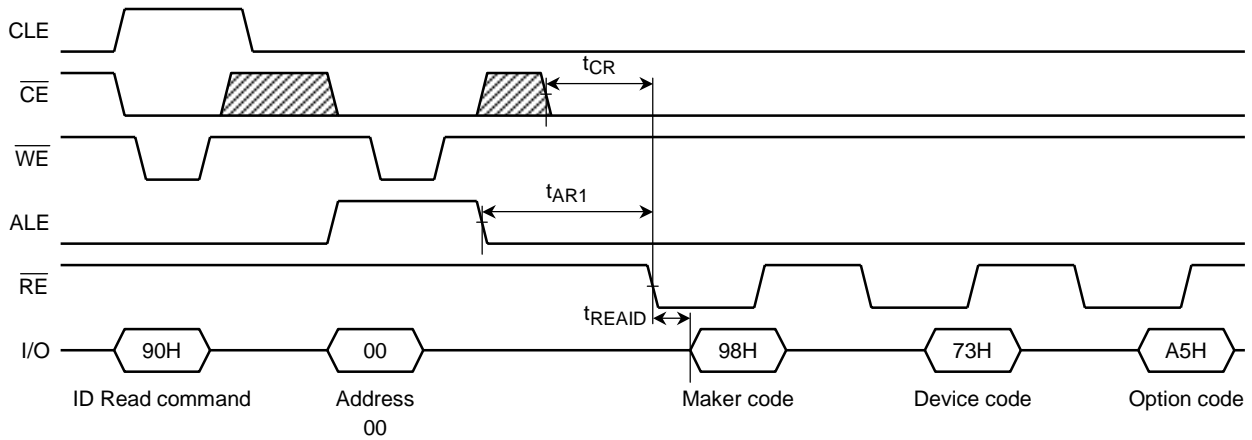 CLE
tCR
CE
WE
tAR1
ALE
RE
tREAID
I/O 90H 00 98H 73H A5H
ID Read command Address Maker code Device code Option code
00